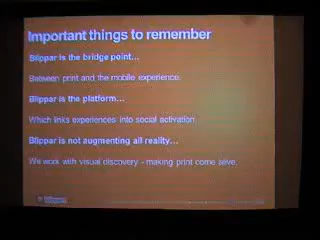 Important things to remember
Blippar is the bridge point...
Between print and the mobile experience.
Blippar is the platform...
Which links experiences into social activation.
Blippar is not augmenting all reality...
We work with visual discovery - making print come alive.